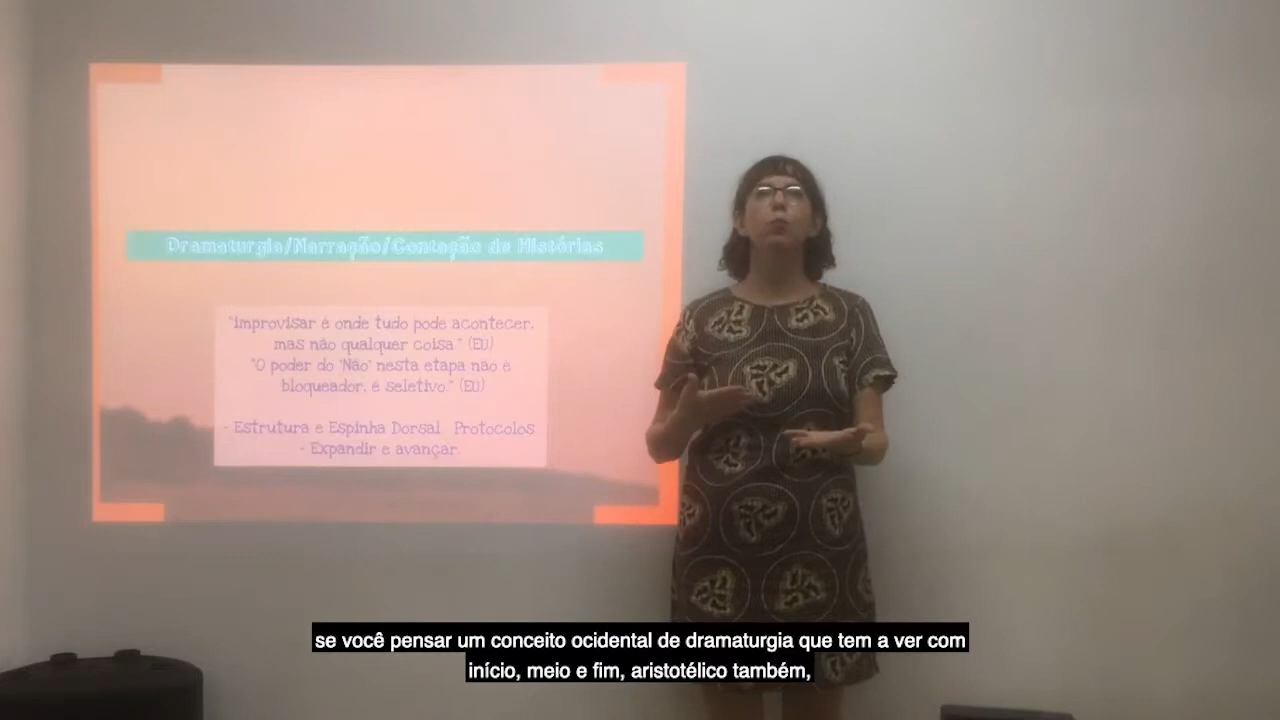 Dramaturgia/Narração/Contação de Histórias
"Improvisar é onde tudo pode acontecer,
mas não qualquer coisa." (EU)
"O poder do 'Não' nesta etapa não é
bloqueador, é seletivo." (EU)
- Estrutura e Espinha Dorsal Protocolos
- Expandir e avançar.
se você pensar um conceito ocidental de dramaturgia que tem a ver com
início, meio e fim, aristotélico também,